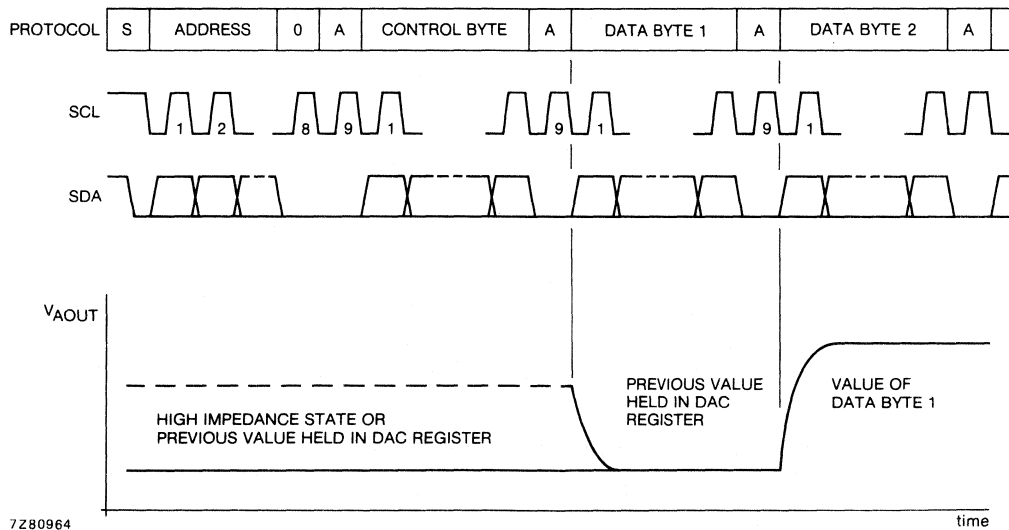 PROTOCOL S ADDRESS 0 A CONTROL BYTE A DATA BYTE 1 A DATA BYTE 2 A
SCL 1 2 8 9 1 9 1 9 1
SDA
VAOUT
HIGH IMPEDANCE STATE OR
PREVIOUS VALUE HELD IN DAC REGISTER
PREVIOUS VALUE
HELD IN DAC
REGISTER
VALUE OF
DATA BYTE 1
time
7Z80964